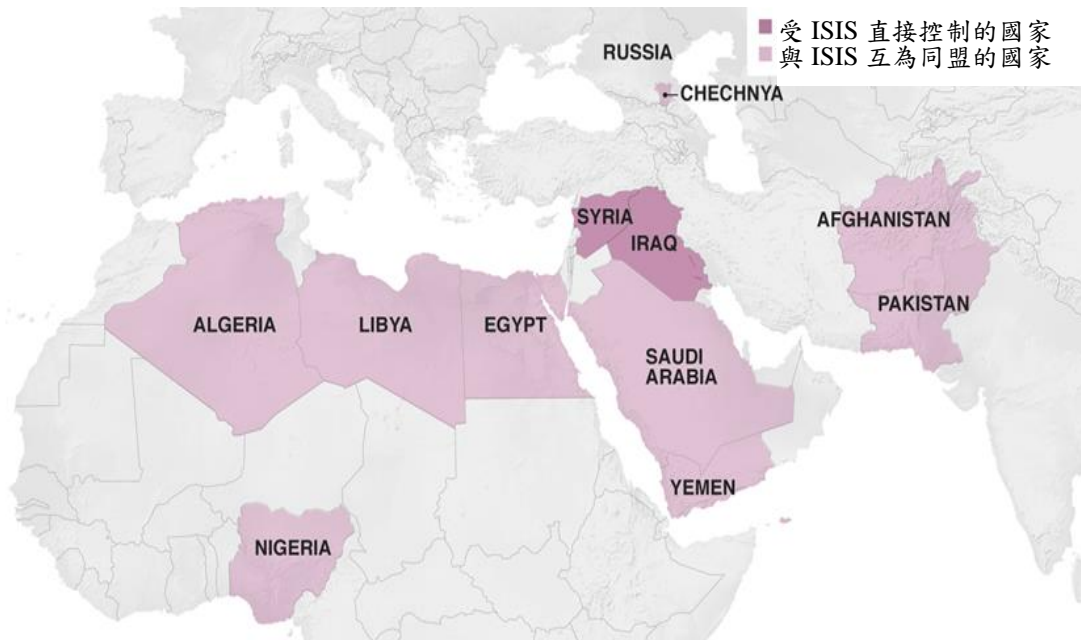 受 ISIS 直接控制的國家
與 ISIS 互為同盟的國家
RUSSIA
CHECHNYA
SYRIA
IRAQ
AFGHANISTAN
PAKISTAN
ALGERIA
LIBYA
EGYPT
SAUDI
ARABIA
YEMEN
NIGERIA